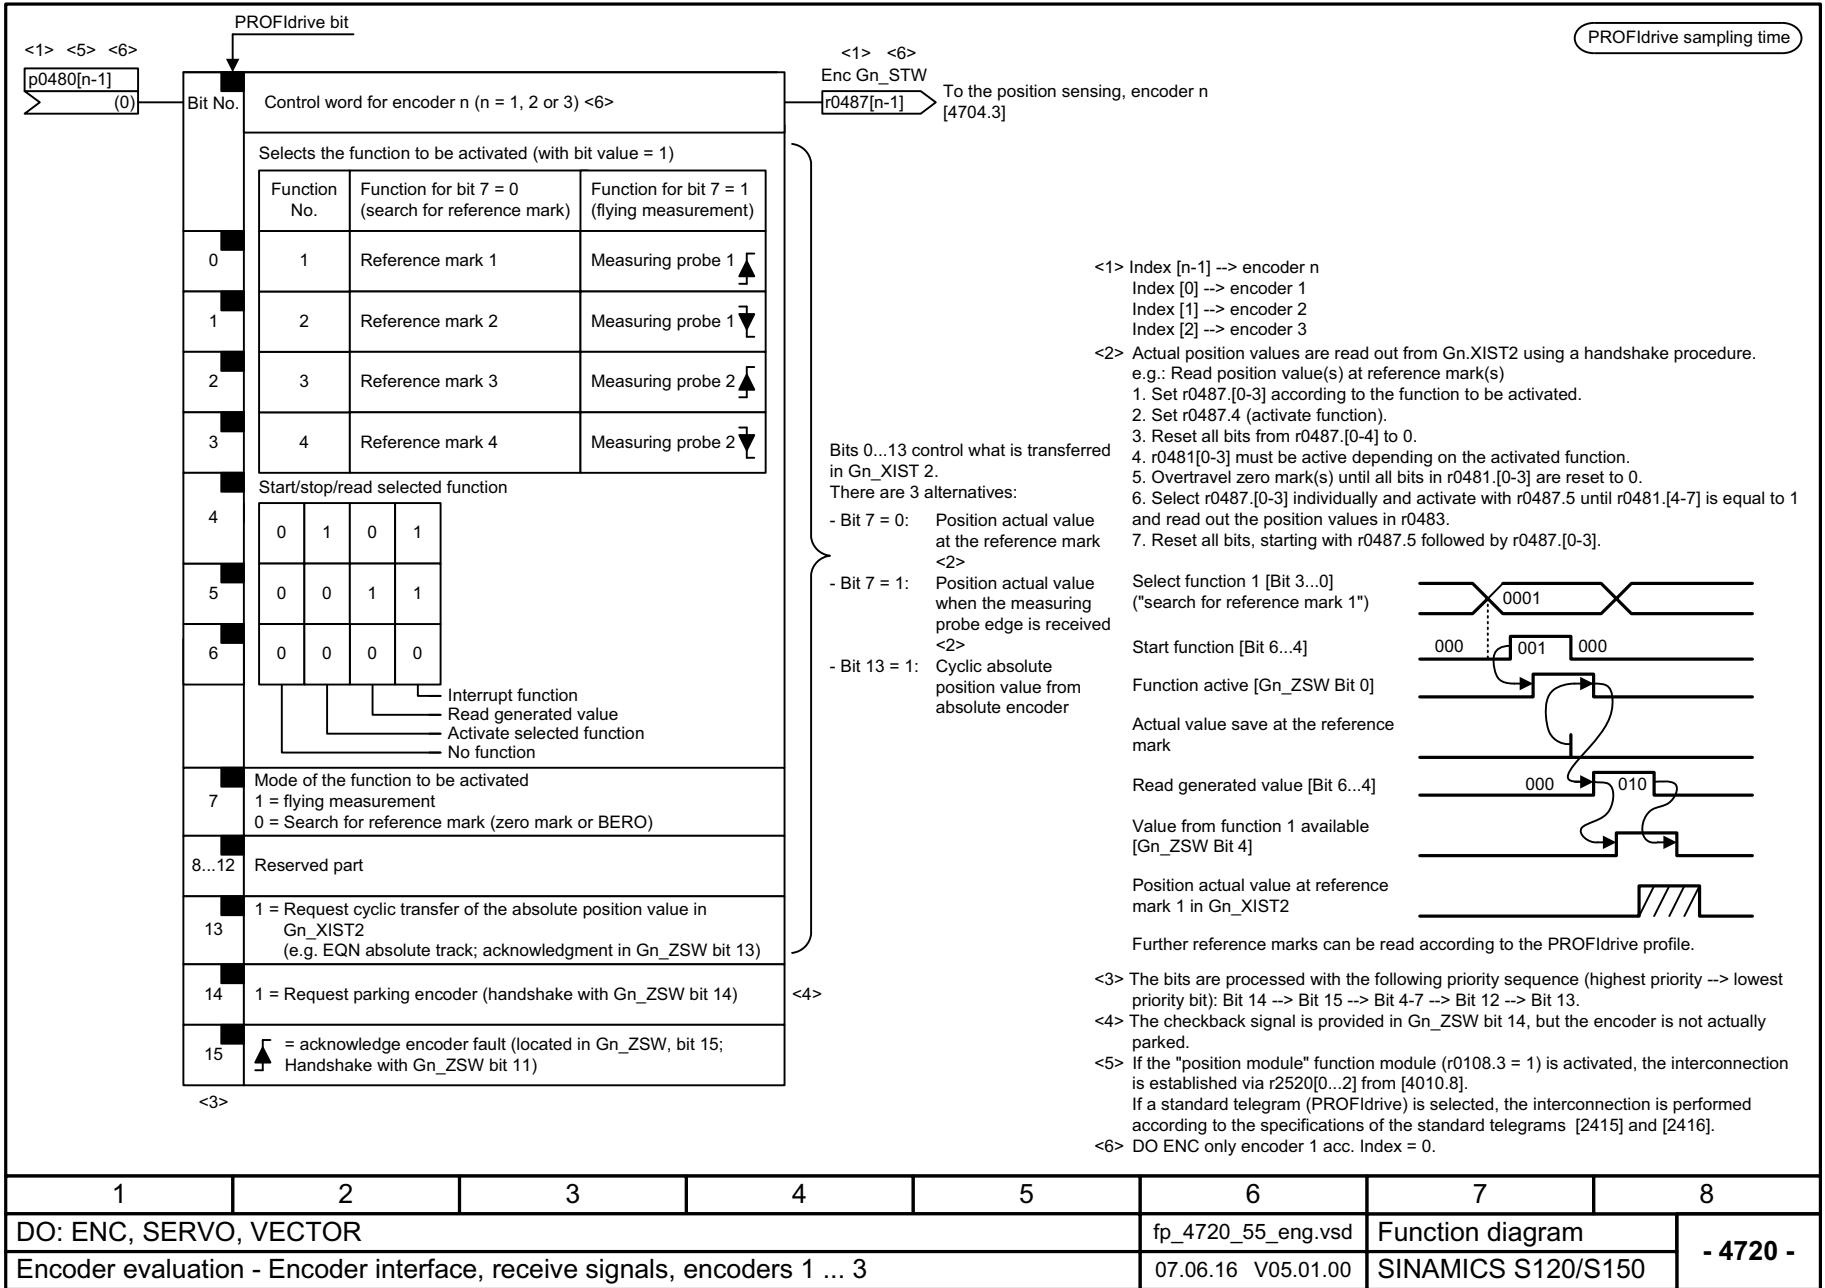 PROFIdrive bit
PROFIdrive sampling time
<1> <5> <6>
p0480[n-1]
(0)
Bit No.
Control word for encoder n (n = 1, 2 or 3) <6>
<1> <6>
Enc Gn_STW
r0487[n-1]
To the position sensing, encoder n
[4704.3]
Selects the function to be activated (with bit value = 1)
Function No.
Function for bit 7 = 0
(search for reference mark)
Function for bit 7 = 1
(flying measurement)
0 1 Reference mark 1 Measuring probe 1
1 2 Reference mark 2 Measuring probe 1
2 3 Reference mark 3 Measuring probe 2
3 4 Reference mark 4 Measuring probe 2
Start/stop/read selected function
4 0 1 0 1
5 0 0 1 1
6 0 0 0 0
Interrupt function
Read generated value
Activate selected function
No function
7
Mode of the function to be activated
1 = flying measurement
0 = Search for reference mark (zero mark or BERO)
8...12 Reserved part
13
1 = Request cyclic transfer of the absolute position value in
Gn_XIST2
(e.g. EQN absolute track; acknowledgment in Gn_ZSW bit 13)
14 1 = Request parking encoder (handshake with Gn_ZSW bit 14) <4>
15
= acknowledge encoder fault (located in Gn_ZSW, bit 15;
Handshake with Gn_ZSW bit 11)
<3>
Bits 0...13 control what is transferred
in Gn_XIST 2.
There are 3 alternatives:
- Bit 7 = 0: Position actual value
at the reference mark
<2>
- Bit 7 = 1: Position actual value
when the measuring
probe edge is received
<2>
- Bit 13 = 1: Cyclic absolute
position value from
absolute encoder
<1> Index [n-1] --> encoder n
Index [0] --> encoder 1
Index [1] --> encoder 2
Index [2] --> encoder 3
<2> Actual position values are read out from Gn.XIST2 using a handshake procedure.
e.g.: Read position value(s) at reference mark(s)
1. Set r0487.[0-3] according to the function to be activated.
2. Set r0487.4 (activate function).
3. Reset all bits from r0487.[0-4] to 0.
4. r0481[0-3] must be active depending on the activated function.
5. Overtravel zero mark(s) until all bits in r0481.[0-3] are reset to 0.
6. Select r0487.[0-3] individually and activate with r0487.5 until r0481.[4-7] is equal to 1
and read out the position values in r0483.
7. Reset all bits, starting with r0487.5 followed by r0487.[0-3].
Select function 1 [Bit 3...0]
("search for reference mark 1")
0001
Start function [Bit 6...4]
000 001 000
Function active [Gn_ZSW Bit 0]
Actual value save at the reference
mark
Read generated value [Bit 6...4]
000 010
Value from function 1 available
[Gn_ZSW Bit 4]
Position actual value at reference
mark 1 in Gn_XIST2
Further reference marks can be read according to the PROFIdrive profile.
<3> The bits are processed with the following priority sequence (highest priority --> lowest
priority bit): Bit 14 --> Bit 15 --> Bit 4-7 --> Bit 12 --> Bit 13.
<4> The checkback signal is provided in Gn_ZSW bit 14, but the encoder is not actually
parked.
<5> If the "position module" function module (r0108.3 = 1) is activated, the interconnection
is established via r2520[0...2] from [4010.8].
If a standard telegram (PROFIdrive) is selected, the interconnection is performed
according to the specifications of the standard telegrams [2415] and [2416].
<6> DO ENC only encoder 1 acc. Index = 0.
1 2 3 4 5 6 7 8
DO: ENC, SERVO, VECTOR
fp_4720_55_eng.vsd
Function diagram
- 4720 -
Encoder evaluation - Encoder interface, receive signals, encoders 1 ... 3
07.06.16 V05.01.00
SINAMICS S120/S150